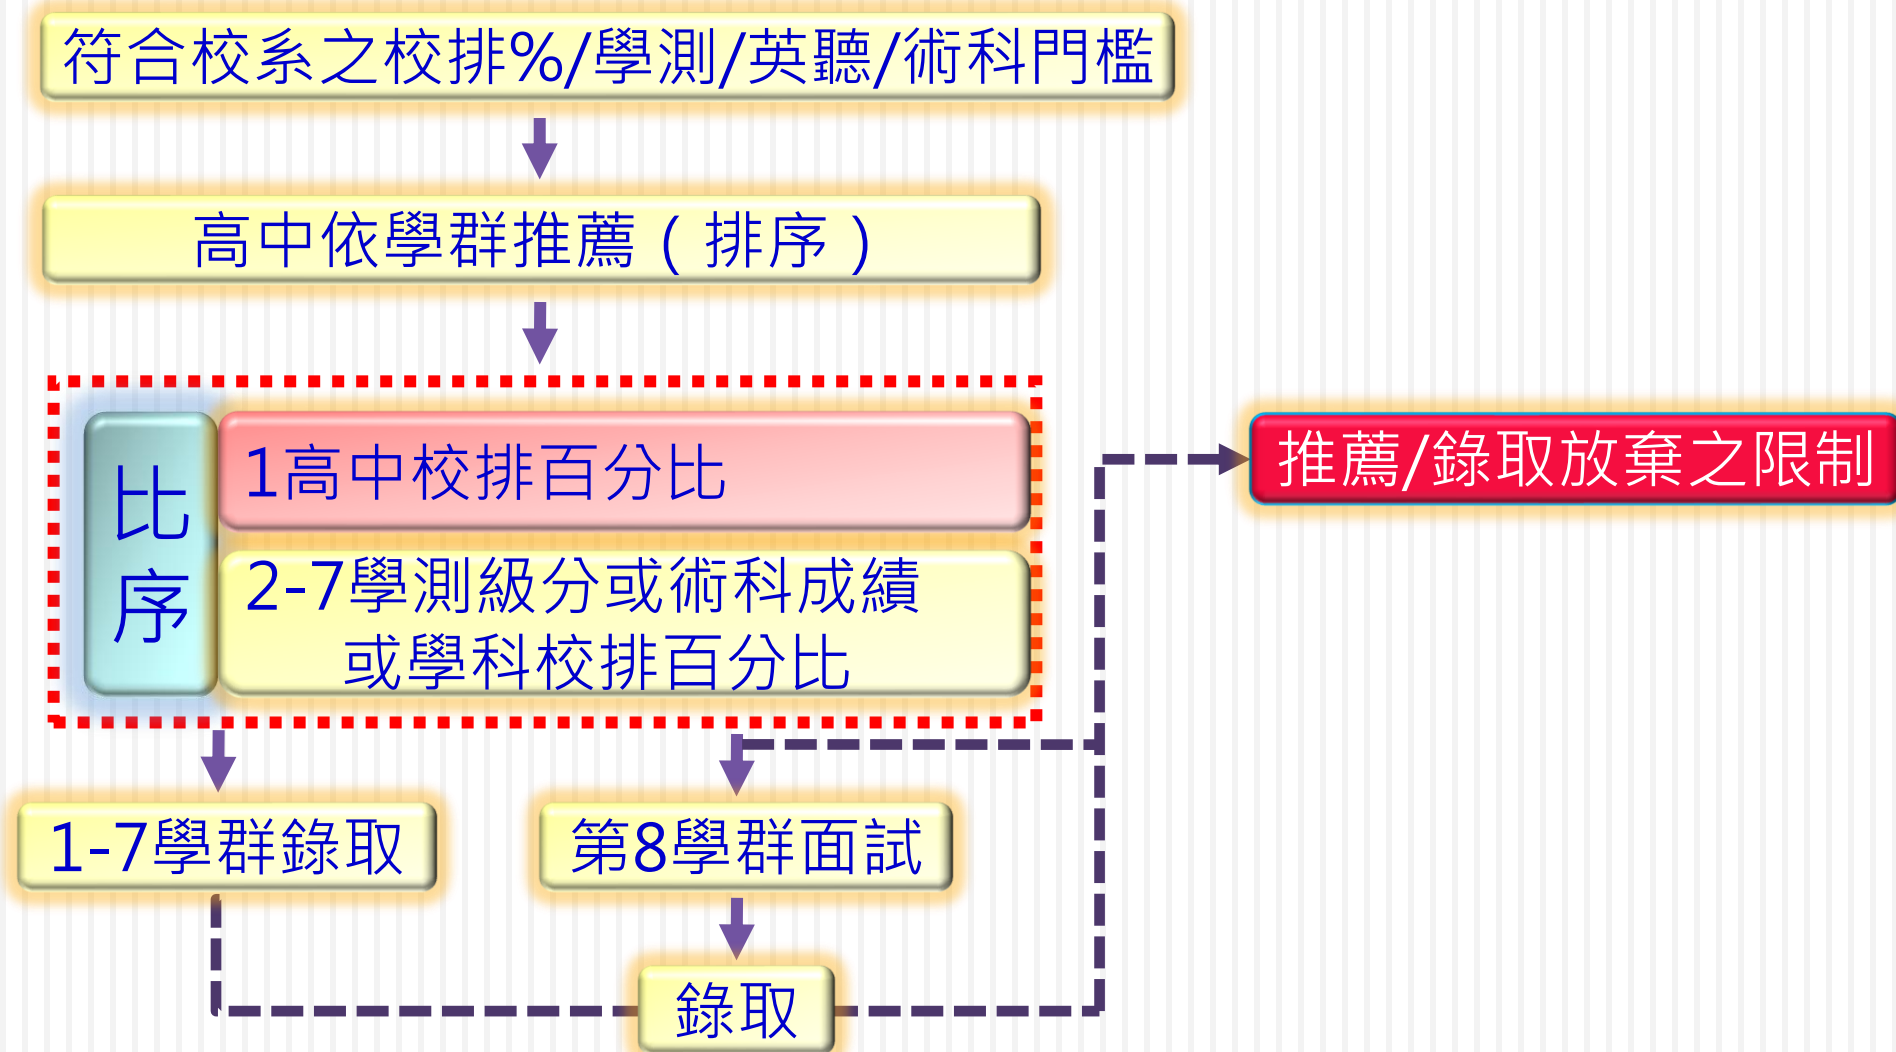 符合校系之校排%/學測/英聽/術科門檻
高中依學群推薦(排序)
比
序
1高中校排百分比
2-7學測級分或術科成績
或學科校排百分比
推薦/錄取放棄之限制
1-7學群錄取
第8學群面試
錄取